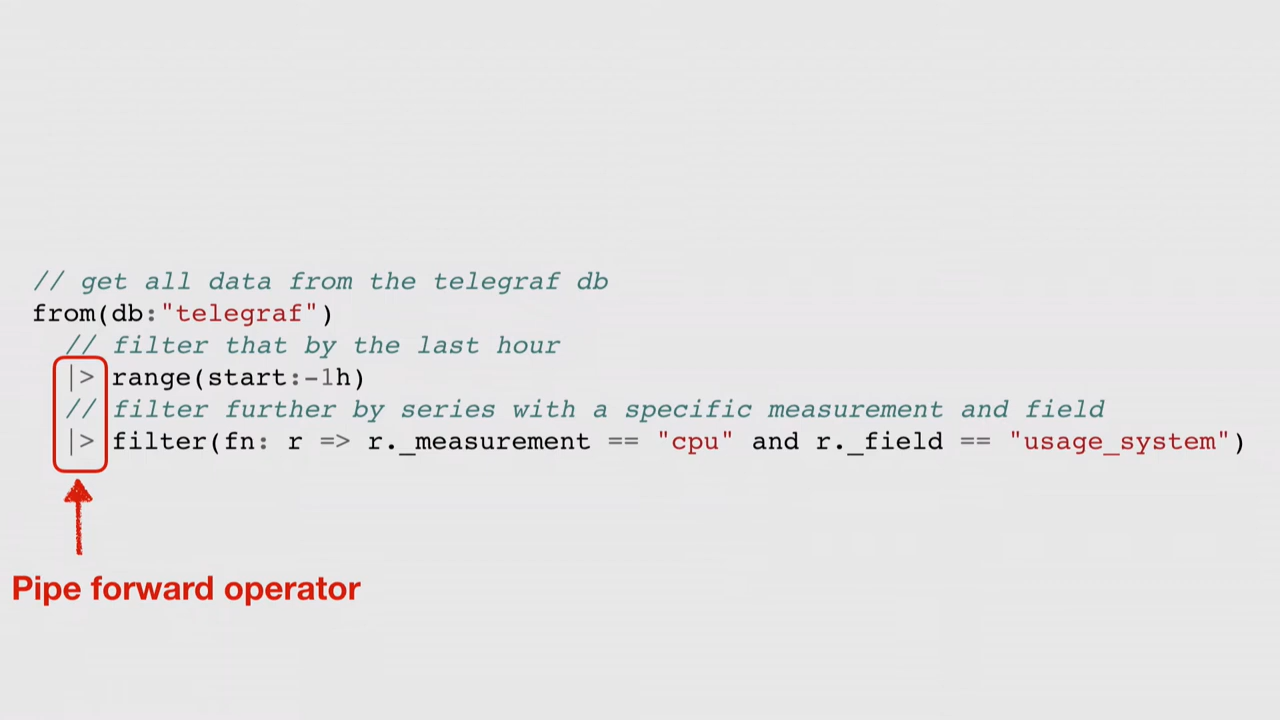 // get all data from the telegraf db
from(db:"telegraf")
// filter that by the last hour
|> range(start:-1h)
// filter further by series with a specific measurement and field
|> filter(fn: r => r._measurement == "cpu" and r._field == "usage_system")
Pipe forward operator